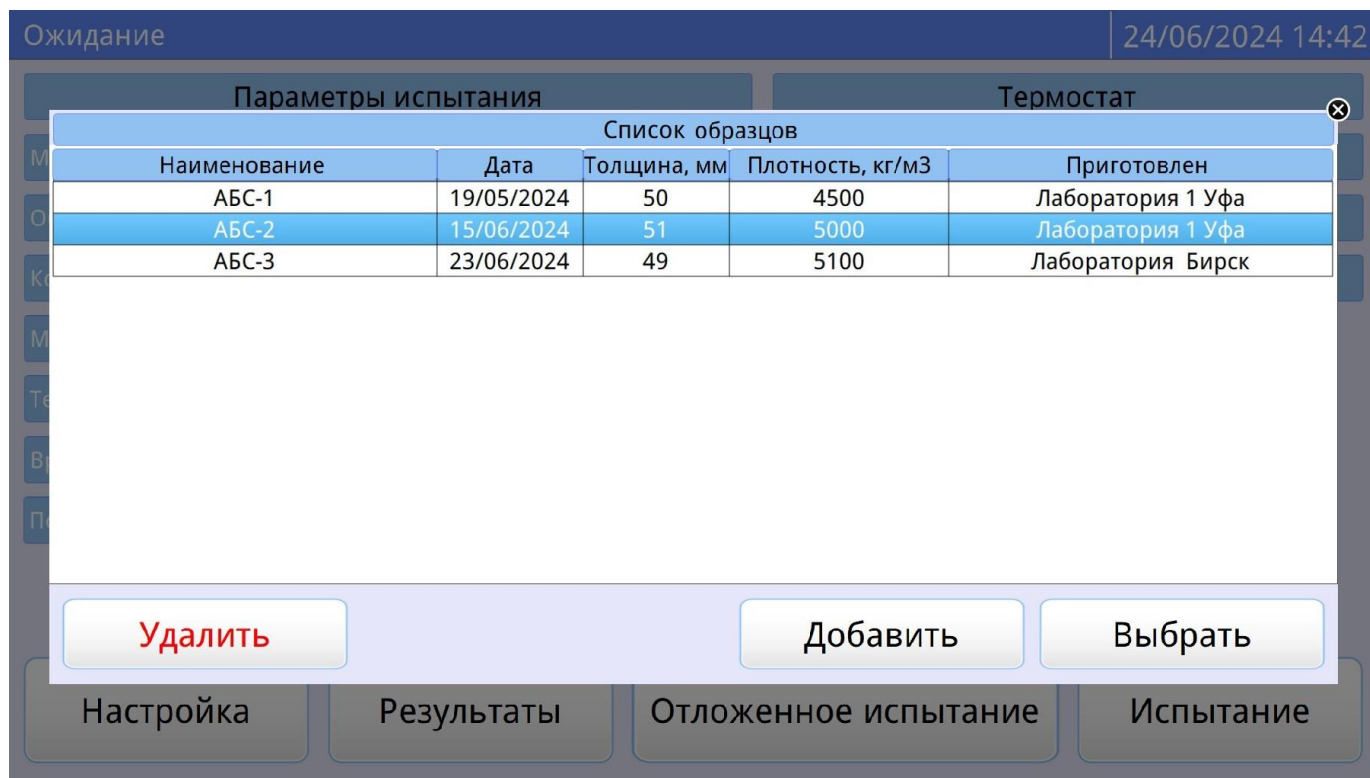 Ожидание 24/06/2024 14:42
Параметры испытания Термостат
Список образцов
Наименование Дата Толщина, мм Плотность, кг/м3 Приготовлен
АБС-1 19/05/2024 50 4500 Лаборатория 1 Уфа
АБС-2 15/06/2024 51 5000 Лаборатория 1 Уфа
АБС-3 23/06/2024 49 5100 Лаборатория Бирск
Удалить Добавить Выбрать
Настройка Результаты Отложенное испытание Испытание